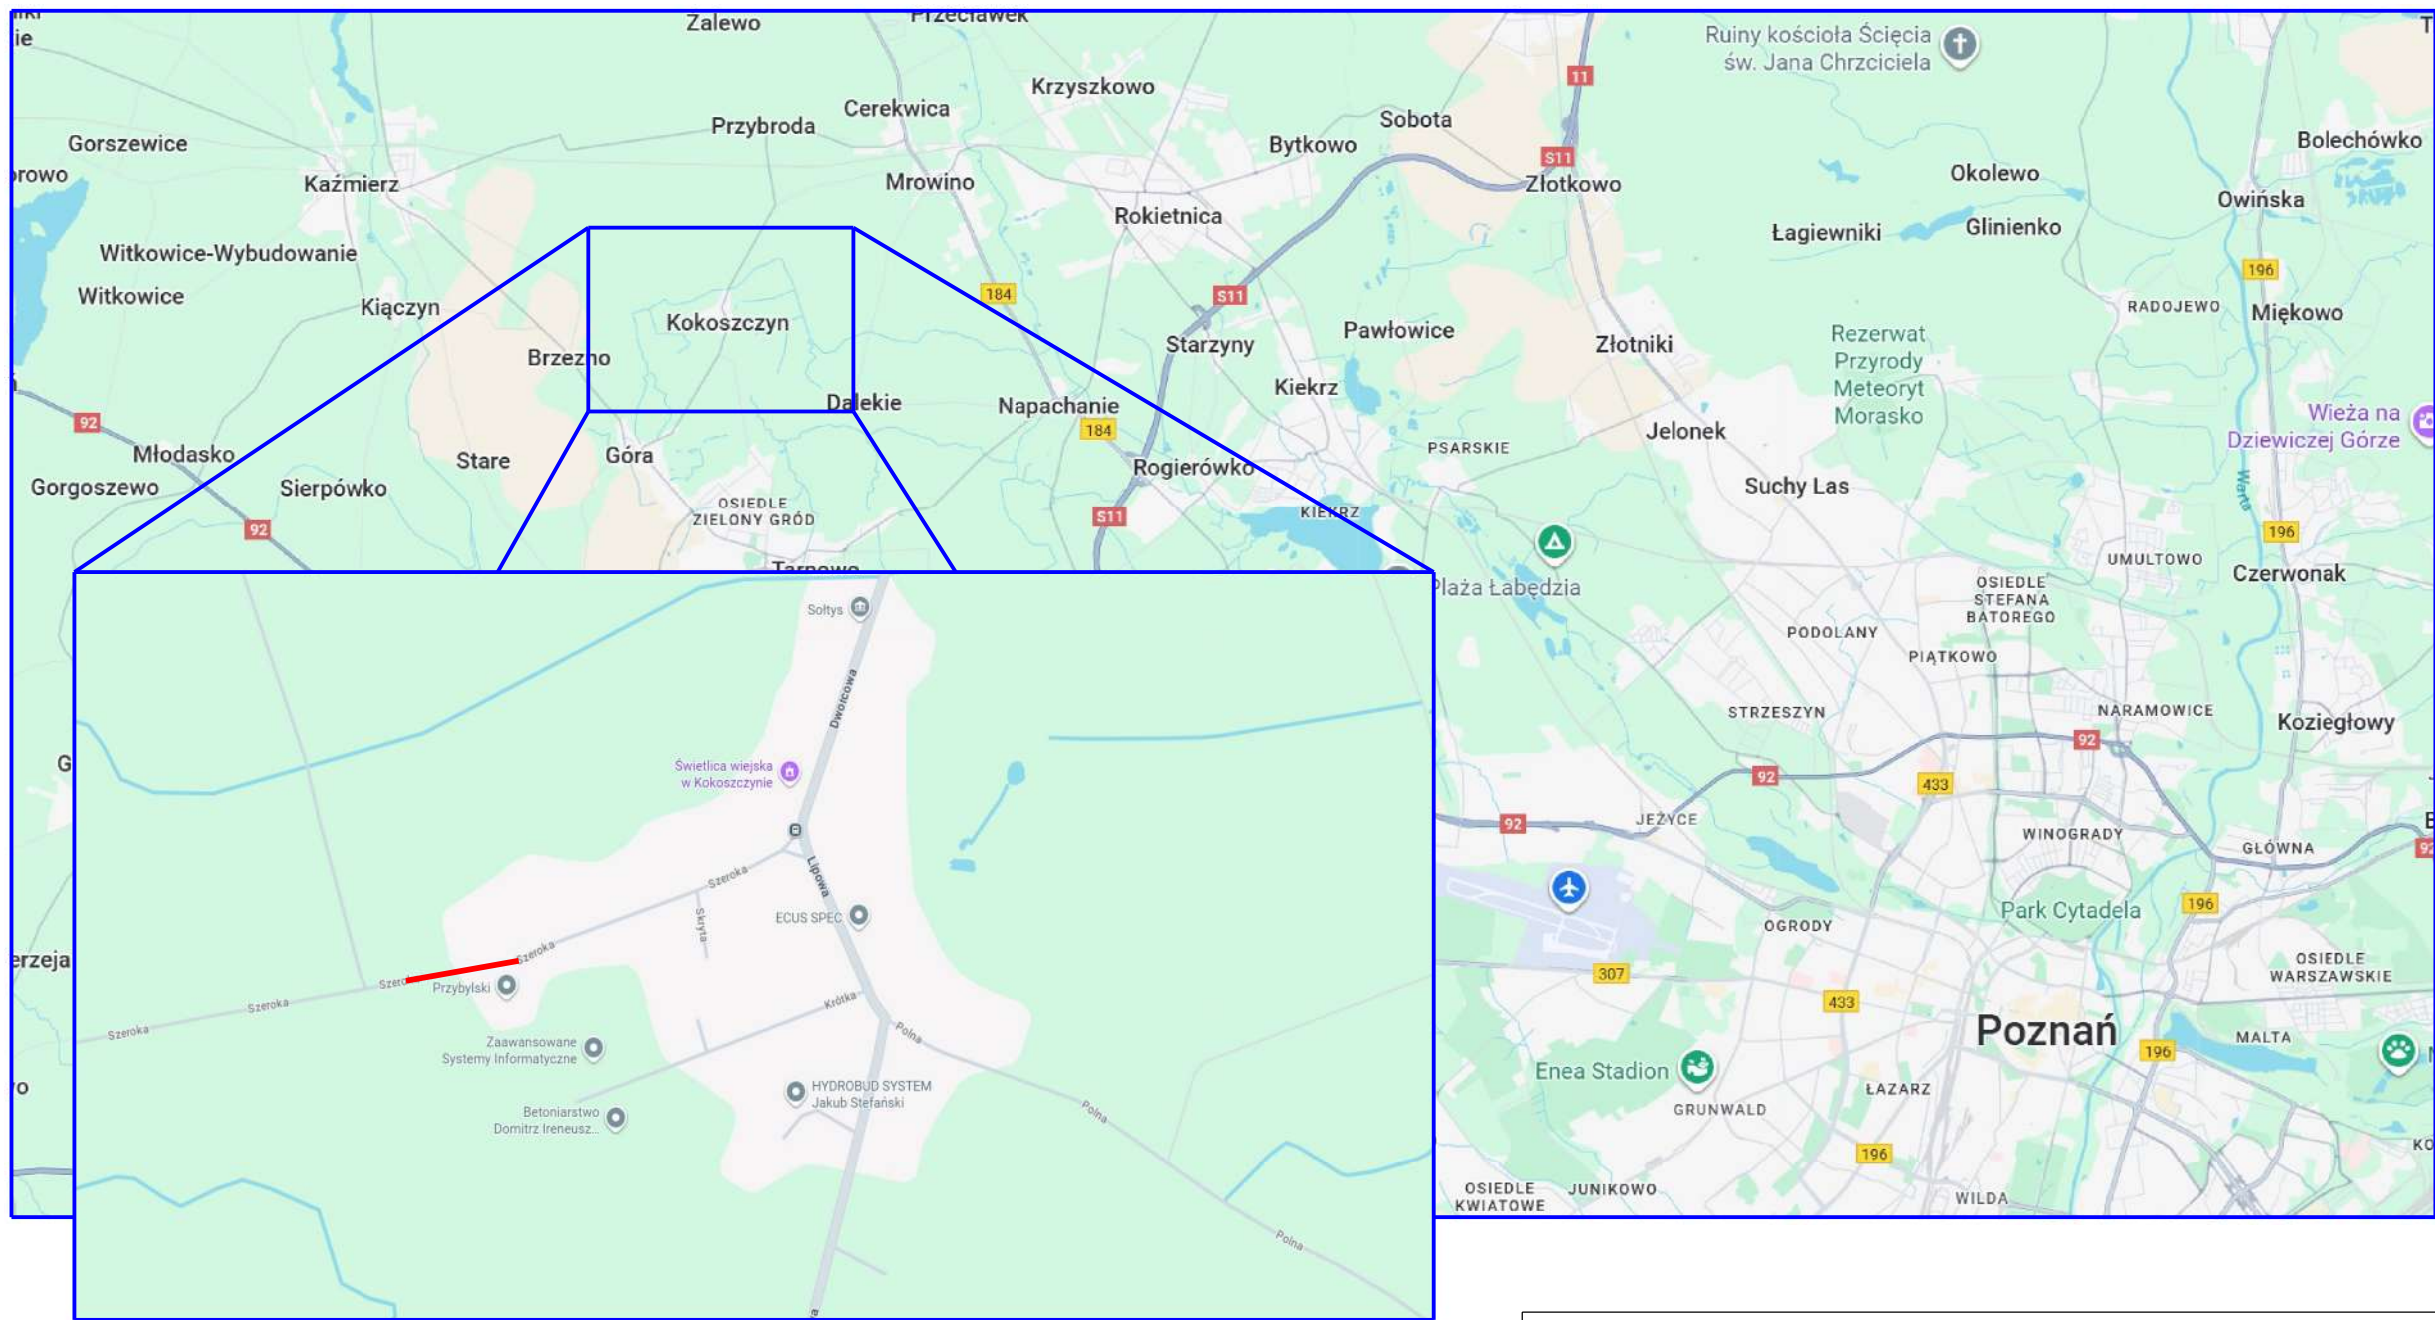 Zalewo
Przecławek
Ruiny kościoła Ścięcia
św. Jana Chrzciciela
11
Krzyszkowo
Cerekwica
Sobota
Przybroda
Gorszewice
Bytkowo
Bolechówko
S11
Kaźmierz
Mrowino
Złotkowo
Okolewo
Owińska
Rokietnica
Łagiewniki
Glinienko
Witkowice-Wybudowanie
196
Witkowice
Kiączyn
184
S11
RADOJEWO
Miękowo
Kokoszczyn
Pawłowice
Starzyny
Złotniki
Rezerwat
Przyrody
Meteoryt
Morasko
Brzezno
Kiekrz
Dalekie
Napachanie
92
184
Wieża na
Dziewiczej Górze
Jelonek
Młodasko
Stare
Góra
PSARSKIE
Rogierówko
Gorgoszewo
Sierpówko
Suchy Las
Warta
OSIEDLE
ZIELONY GRÓD
S11
KIEKRZ
92
196
Tarnowo
UMULTOWO
Czerwonak
Plaża Łabędzia
OSIEDLE
STEFANA
BATOREGO
PODOLANY
PIĄTKOWO
STRZESZYN
NARAMOWICE
Koziegłowy
92
92
433
92
JEŻYCE
WINOGRADY
GŁÓWNA
92
Park Cytadela
196
OGRODY
OSIEDLE
WARSZAWSKIE
307
433
Poznań
MALTA
196
Enea Stadion
ŁAZARZ
GRUNWALD
196
OSIEDLE
KWIATOWE
JUNIKOWO
WILDA
Sołtys
Dworcowa
Świetlica wiejska
w Kokoszczynie
Lipowa
Szeroka
Skryta
ECUS SPEC
Szeroka
Szero
Przybylski
Szeroka
Szeroka
Krótka
Polna
Zaawansowane
Systemy Informatyczne
HYDROBUD SYSTEM
Jakub Stefański
Betoniarstwo
Domitrz Ireneusz...
Polna
Polna